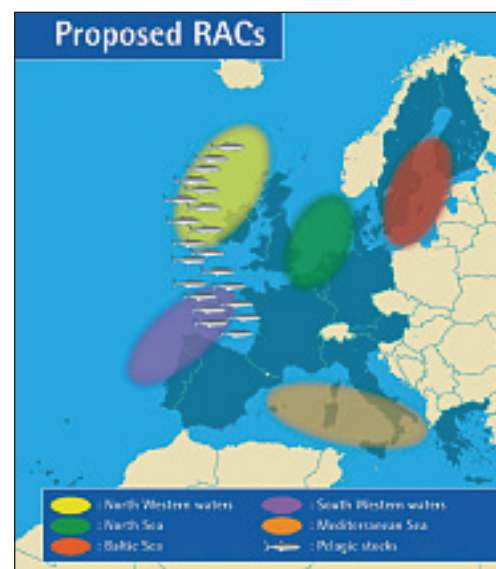 Proposed RACs
: North Western waters
: North Sea
: Baltic Sea
: South Western waters
: Mediterranean Sea
: Pelagic stocks